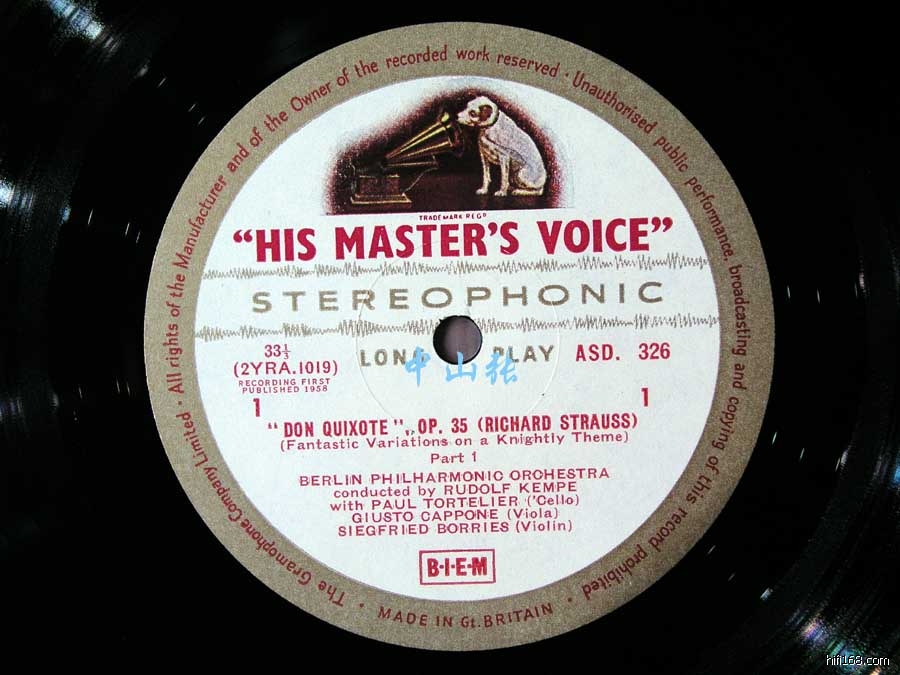 The Gramophone Company Limited · All rights of the Manufacturer and of the Owner of the recorded work reserved · Unauthorised public performance, broadcasting and copying of this record prohibited ·
TRADE MARK REGD
“HIS MASTER'S VOICE”
STEREOPHONIC
LONG PLAY
33⅓
(2YRA.1019)
RECORDING FIRST
PUBLISHED 1958
ASD. 326
中山张
1
1
“DON QUIXOTE”, OP. 35 (RICHARD STRAUSS)
(Fantastic Variations on a Knightly Theme)
Part 1
BERLIN PHILHARMONIC ORCHESTRA
conducted by RUDOLF KEMPE
with PAUL TORTELIER ('Cello)
GIUSTO CAPPONE (Viola)
SIEGFRIED BORRIES (Violin)
B·I·E·M
MADE IN Gt. BRITAIN
hifi168.com